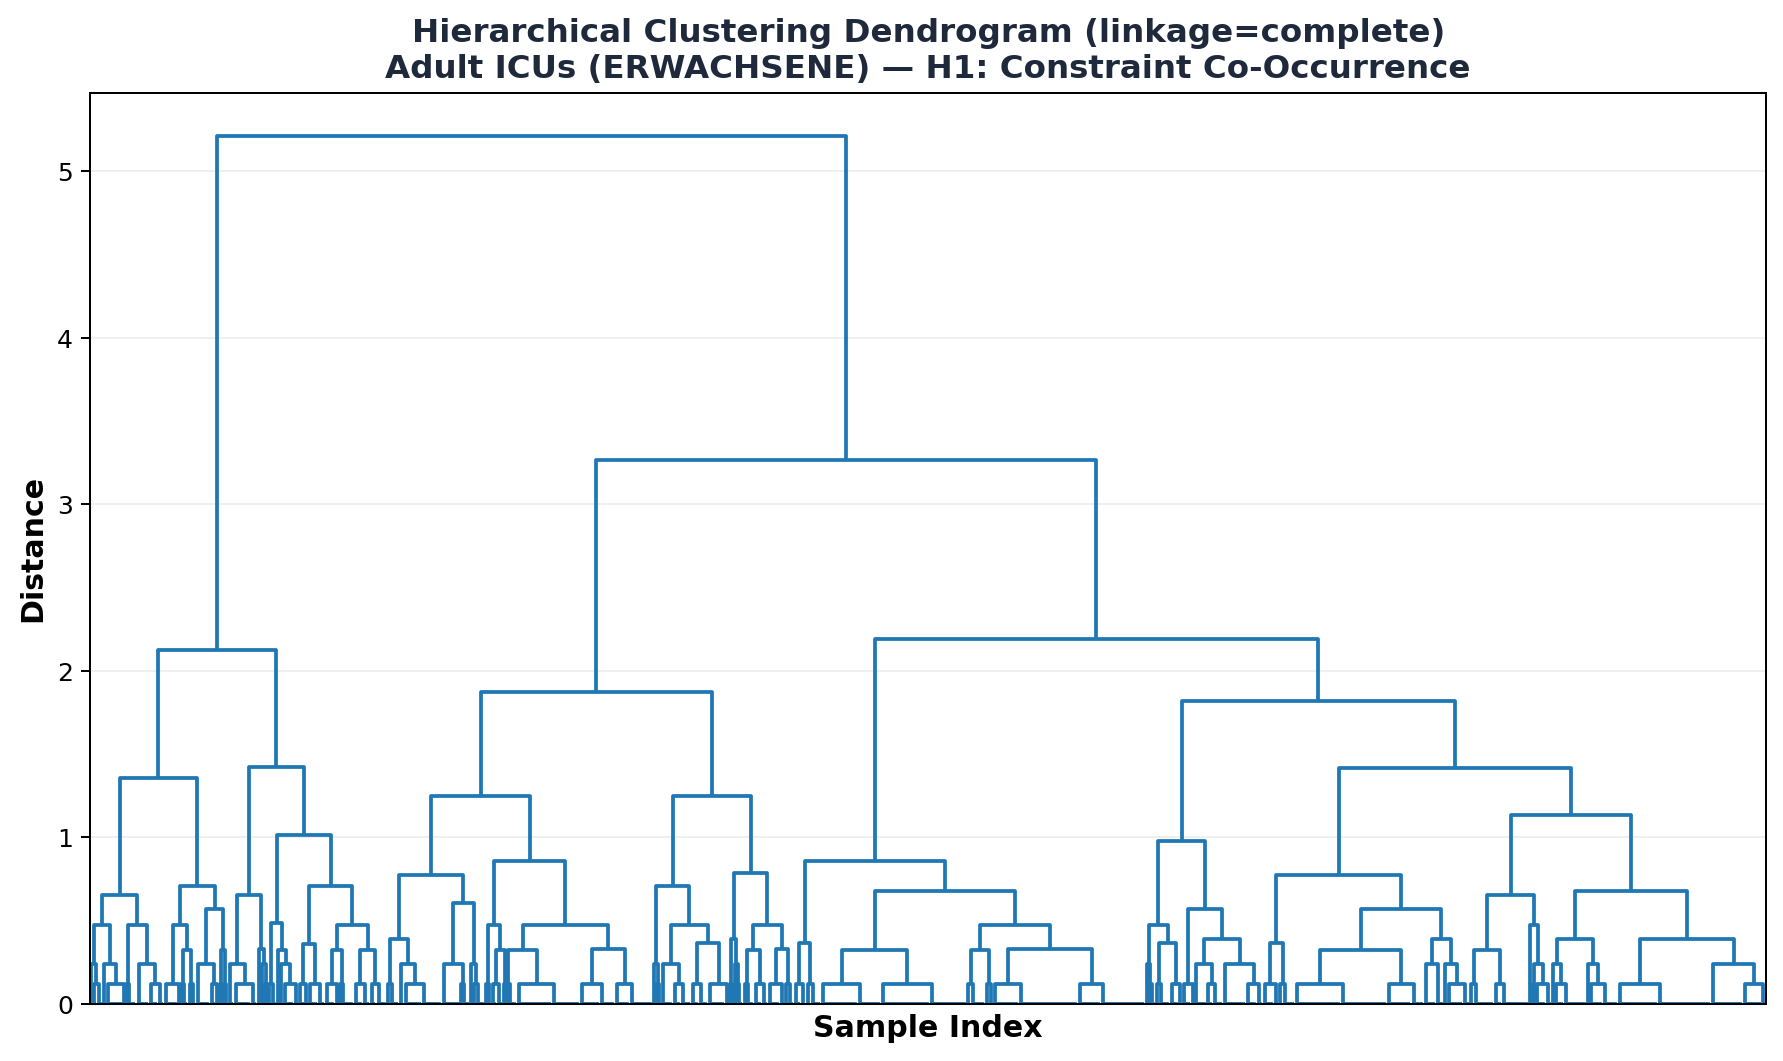 Hierarchical Clustering Dendrogram (linkage=complete)
Adult ICUs (ERWACHSENE) — H1: Constraint Co-Occurrence
5
4
3
2
1
0
Distance
Sample Index